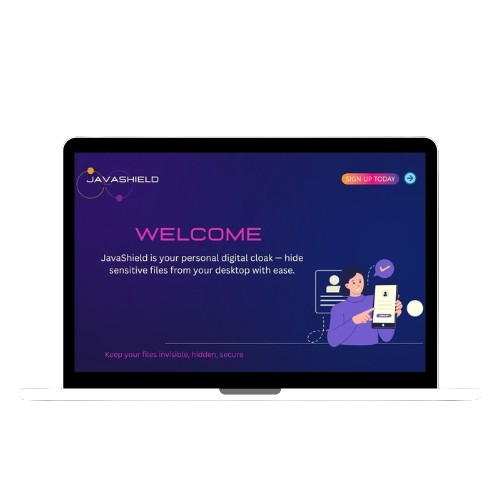 JAVASHIELD
SIGN UP TODAY
WELCOME
JavaShield is your personal digital cloak — hide
sensitive files from your desktop with ease.
Keep your files invisible, hidden, secure